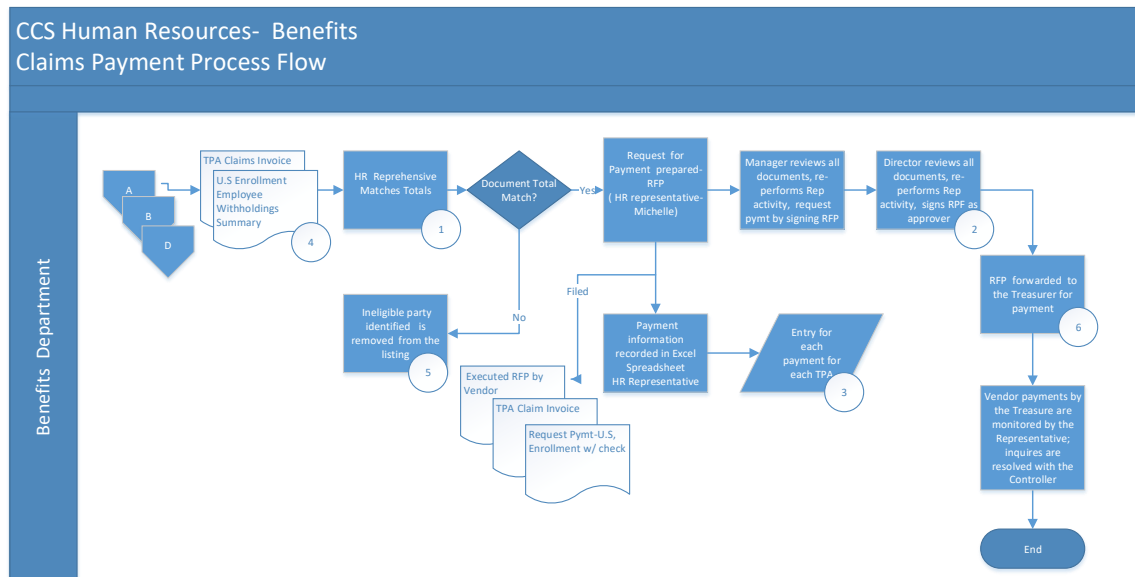 CCS Human Resources-  Benefits
Claims Payment Process Flow
Benefits Department
A
B
D
TPA Claims Invoice
U.S Enrollment
Employee
Withholdings
Summary
4
HR Reprehensive
Matches Totals
1
Document Total
Match?
Yes
No
Request for
Payment prepared-
RFP
( HR representative-
Michelle)
Manager reviews all
documents, re-
performs Rep
activity, request
pymt by signing RFP
Director reviews all
documents, re-
performs Rep
activity, signs RPF as
approver
2
RFP forwarded to
the Treasurer for
payment
6
Ineligible party
identified is
removed from the
listing
5
Filed
Payment
information
recorded in Excel
Spreadsheet
HR Representative
Entry for
each
payment for
each TPA
3
Executed RFP by
Vendor
TPA Claim Invoice
Request Pymt-U.S,
Enrollment w/ check
Vendor payments by
the Treasure are
monitored by the
Representative;
inquires are
resolved with the
Controller
End